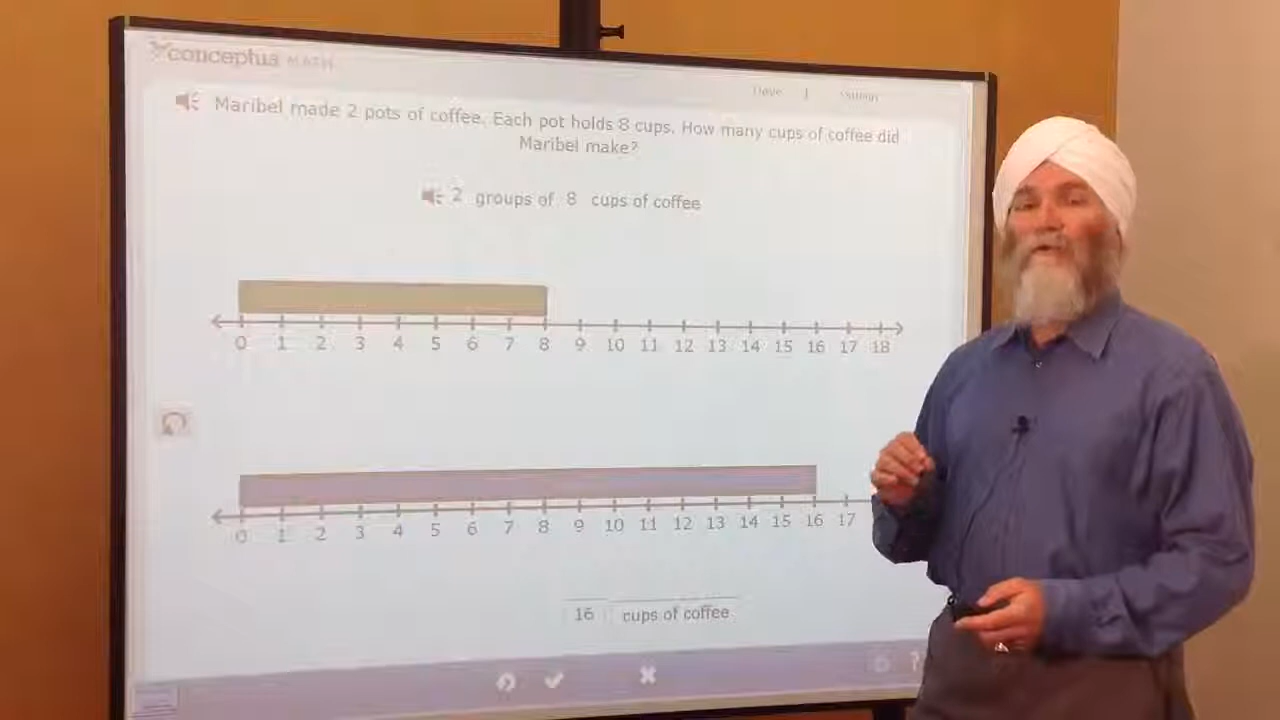 conceptua MATH
Maribel made 2 pots of coffee. Each pot holds 8 cups. How many cups of coffee did
Maribel make?
2 groups of 8 cups of coffee
0 1 2 3 4 5 6 7 8 9 10 11 12 13 14 15 16 17 18
0 1 2 3 4 5 6 7 8 9 10 11 12 13 14 15 16 17
16 cups of coffee
?